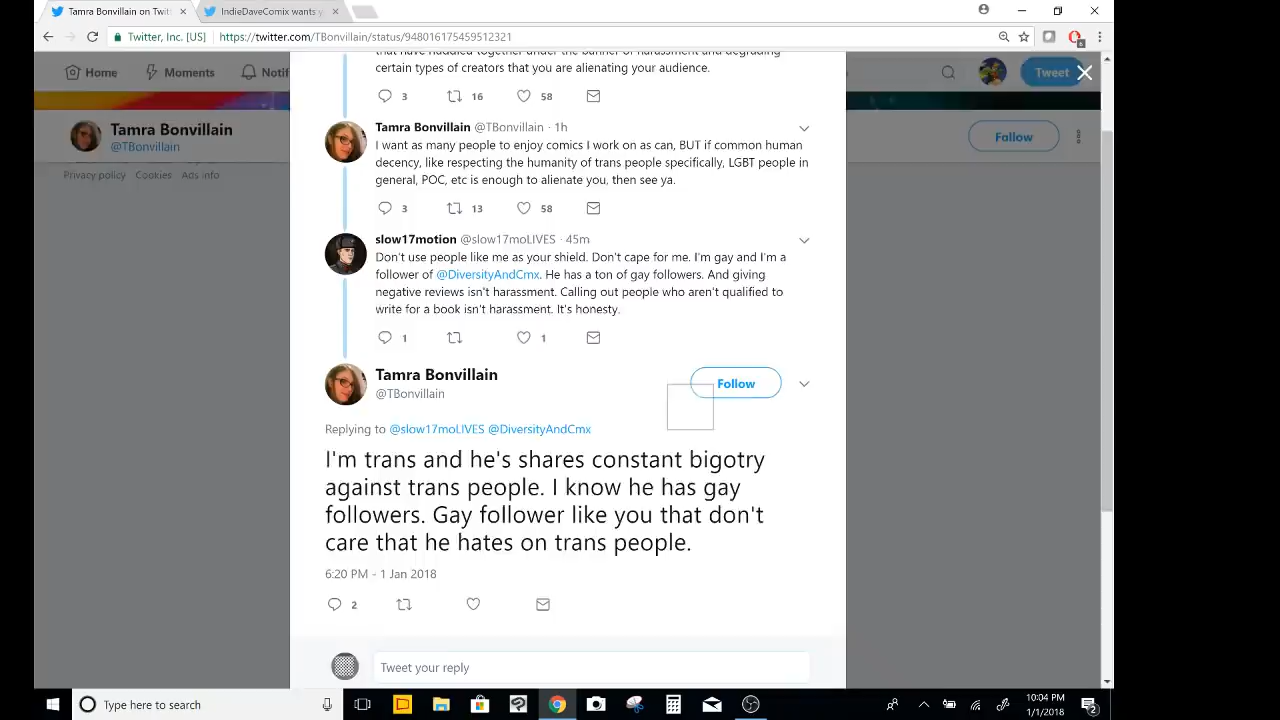 Tamra Bonvillain on Twit
IndieDaveComix wants y
Twitter, Inc. [US]
https://twitter.com/TBonvillain/status/948016175459512321
Home
Moments
Notif
Tweet
Tamra Bonvillain
@TBonvillain
Follow
Privacy policy Cookies Ads info
that have huddled together under the banner of harassment and degrading
certain types of creators that you are alienating your audience.
3 16 58
Tamra Bonvillain @TBonvillain · 1h
I want as many people to enjoy comics I work on as can, BUT if common human
decency, like respecting the humanity of trans people specifically, LGBT people in
general, POC, etc is enough to alienate you, then see ya.
3 13 58
slow17motion @slow17moLIVES · 45m
Don't use people like me as your shield. Don't cape for me. I'm gay and I'm a
follower of @DiversityAndCmx. He has a ton of gay followers. And giving
negative reviews isn't harassment. Calling out people who aren't qualified to
write for a book isn't harassment. It's honesty.
1 1
Tamra Bonvillain
@TBonvillain
Follow
Replying to @slow17moLIVES @DiversityAndCmx
I'm trans and he's shares constant bigotry
against trans people. I know he has gay
followers. Gay follower like you that don't
care that he hates on trans people.
6:20 PM - 1 Jan 2018
2
Tweet your reply
Type here to search
10:04 PM
1/1/2018
2